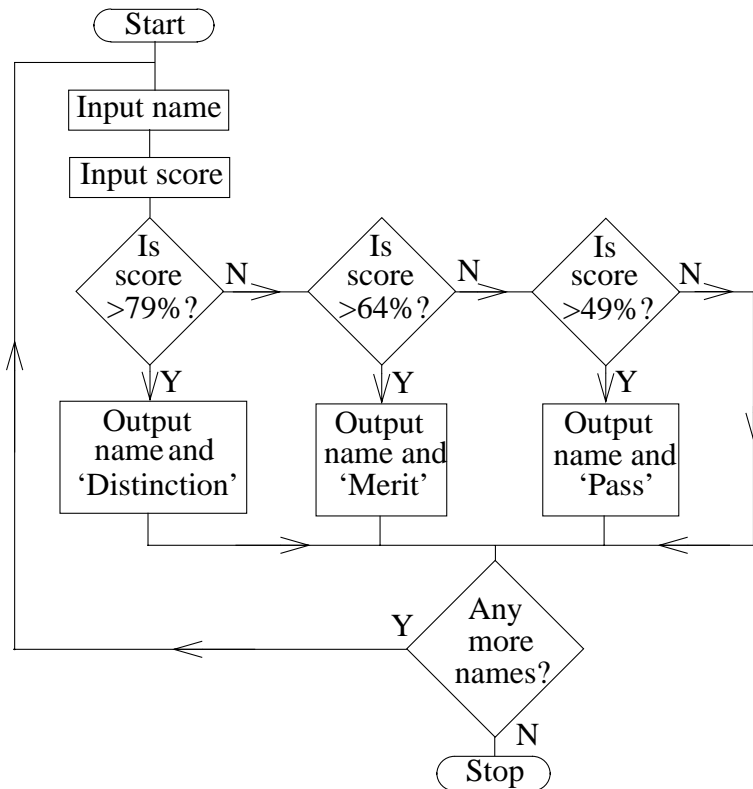 Start
Input name
Input score
Is
score
>79%?
N
Is
score
>64%?
N
Is
score
>49%?
N
Y
Output
name and
‘Distinction’
Y
Output
name and
‘Merit’
Y
Output
name and
‘Pass’
Y
Any
more
names?
N
Stop